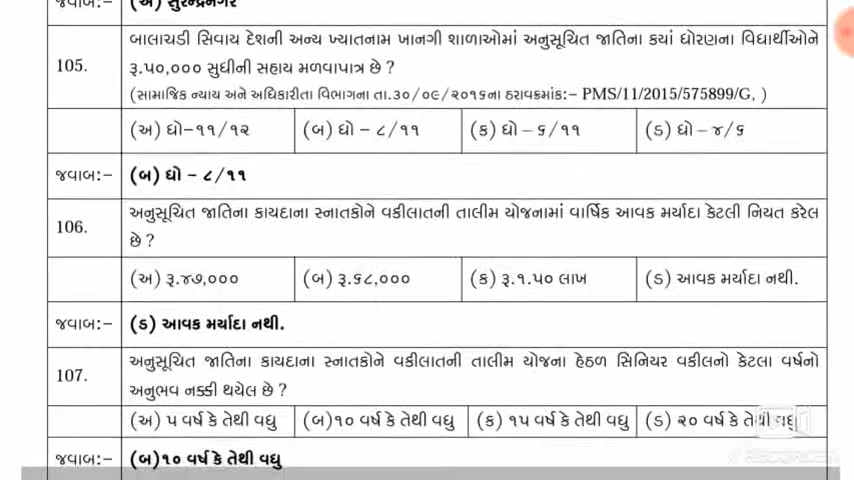 જવાબ:- (અ) સુરેન્દ્રનગર
105. બાલાચડી સિવાય દેશની અન્ય ખ્યાતનામ ખાનગી શાળાઓમાં અનુસૂચિત જાતિના કયાં ધોરણના વિદ્યાર્થીઓને
રૂ.૫૦,૦૦૦ સુધીની સહાય મળવાપાત્ર છે ?
(સામાજિક ન્યાય અને અધિકારીતા વિભાગના તા.૩૦/૦૯/૨૦૧૬ના ઠરાવક્રમાંક:– PMS/11/2015/575899/G, )
(અ) ધો–૧૧/૧૨ (બ) ધો – ૮/૧૧ (ક) ધો – ૬/૧૧ (ડ) ધો – ૪/૬
જવાબ:– (બ) ધો – ૮/૧૧
106. અનુસૂચિત જાતિના કાયદાના સ્નાતકોને વકીલાતની તાલીમ યોજનામાં વાર્ષિક આવક મર્યાદા કેટલી નિયત કરેલ
છે ?
(અ) રૂ.૪૭,૦૦૦ (બ) રૂ.૬૮,૦૦૦ (ક) રૂ.૧.૫૦ લાખ (ડ) આવક મર્યાદા નથી.
જવાબ:– (ડ) આવક મર્યાદા નથી.
107. અનુસૂચિત જાતિના કાયદાના સ્નાતકોને વકીલાતની તાલીમ યોજના હેઠળ સિનિયર વકીલનો કેટલા વર્ષનો
અનુભવ નક્કી થયેલ છે ?
(અ) ૫ વર્ષ કે તેથી વધુ (બ)૧૦ વર્ષ કે તેથી વધુ (ક) ૧૫ વર્ષ કે તેથી વધુ (ડ) ૨૦ વર્ષ કે તેથી વધુ
જવાબ:– (બ)૧૦ વર્ષ કે તેથી વધુ